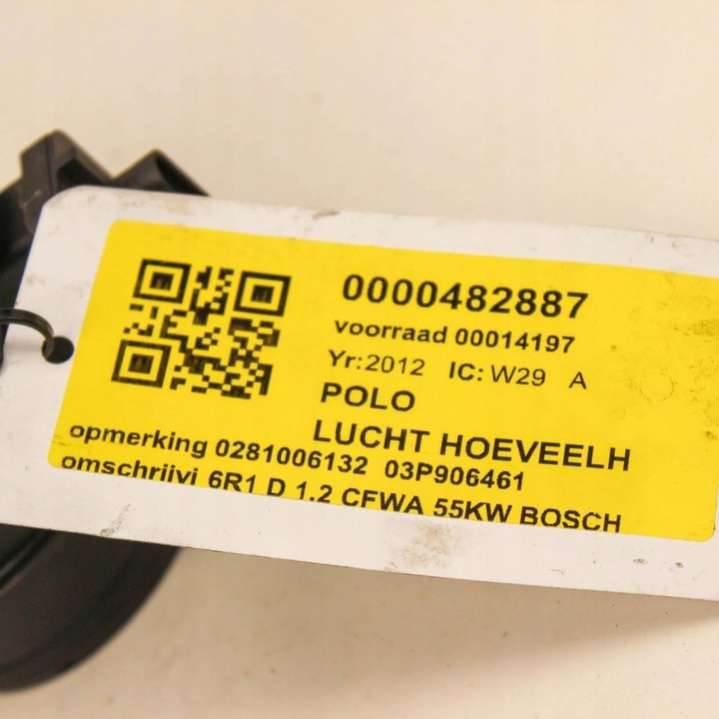 0000482887
voorraad 00014197
Yr:2012 IC:W29 A
POLO
LUCHT HOEVEELH
opmerking 0281006132 03P906461
omschrijvi 6R1 D 1.2 CFWA 55KW BOSCH